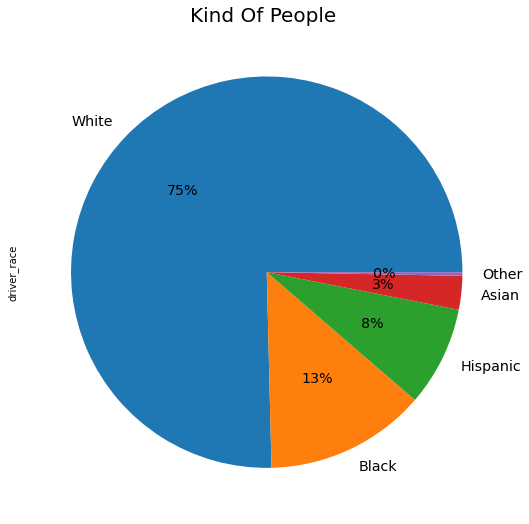 Kind Of People
White
75%
driver_race
0%
Other
3%
Asian
8%
Hispanic
13%
Black